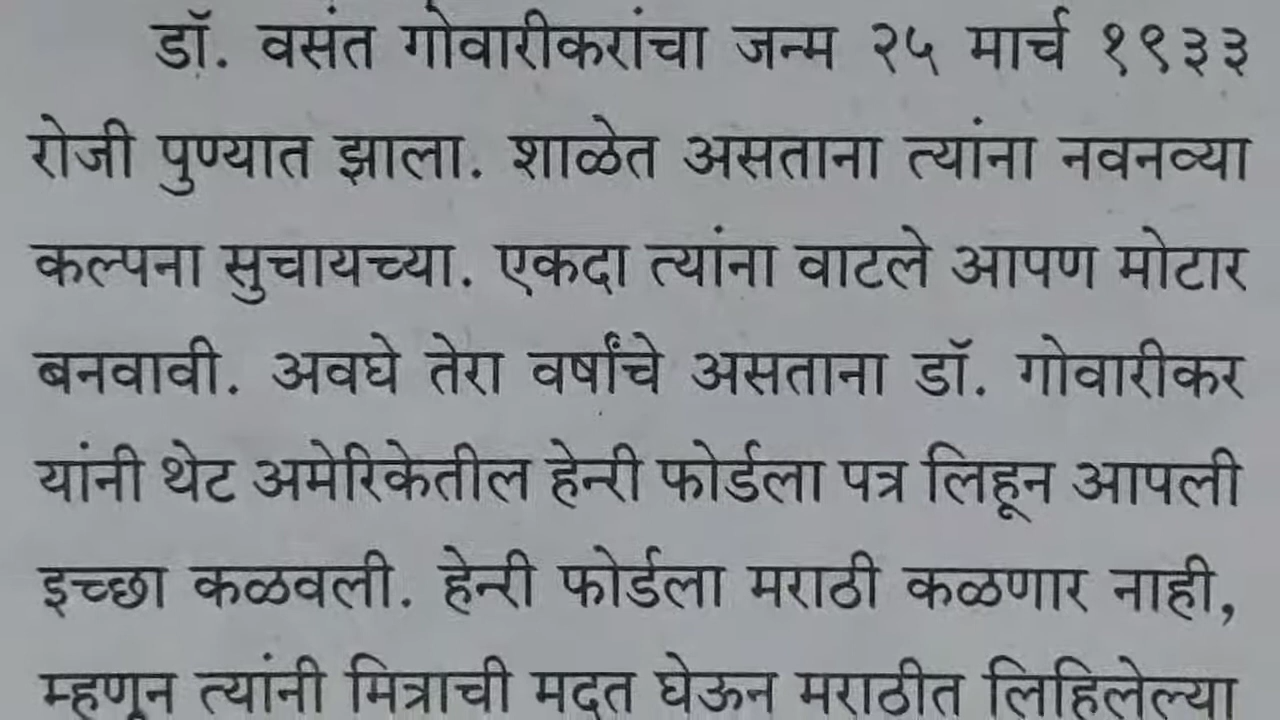 डॉ. वसंत गोवारीकरांचा जन्म २५ मार्च १९३३
रोजी पुण्यात झाला. शाळेत असताना त्यांना नवनव्या
कल्पना सुचायच्या. एकदा त्यांना वाटले आपण मोटार
बनवावी. अवघे तेरा वर्षांचे असताना डॉ. गोवारीकर
यांनी थेट अमेरिकेतील हेन्री फोर्डला पत्र लिहून आपली
इच्छा कळवली. हेन्री फोर्डला मराठी कळणार नाही,
म्हणून त्यांनी मित्राची मदत घेऊन मराठीत लिहिलेल्या